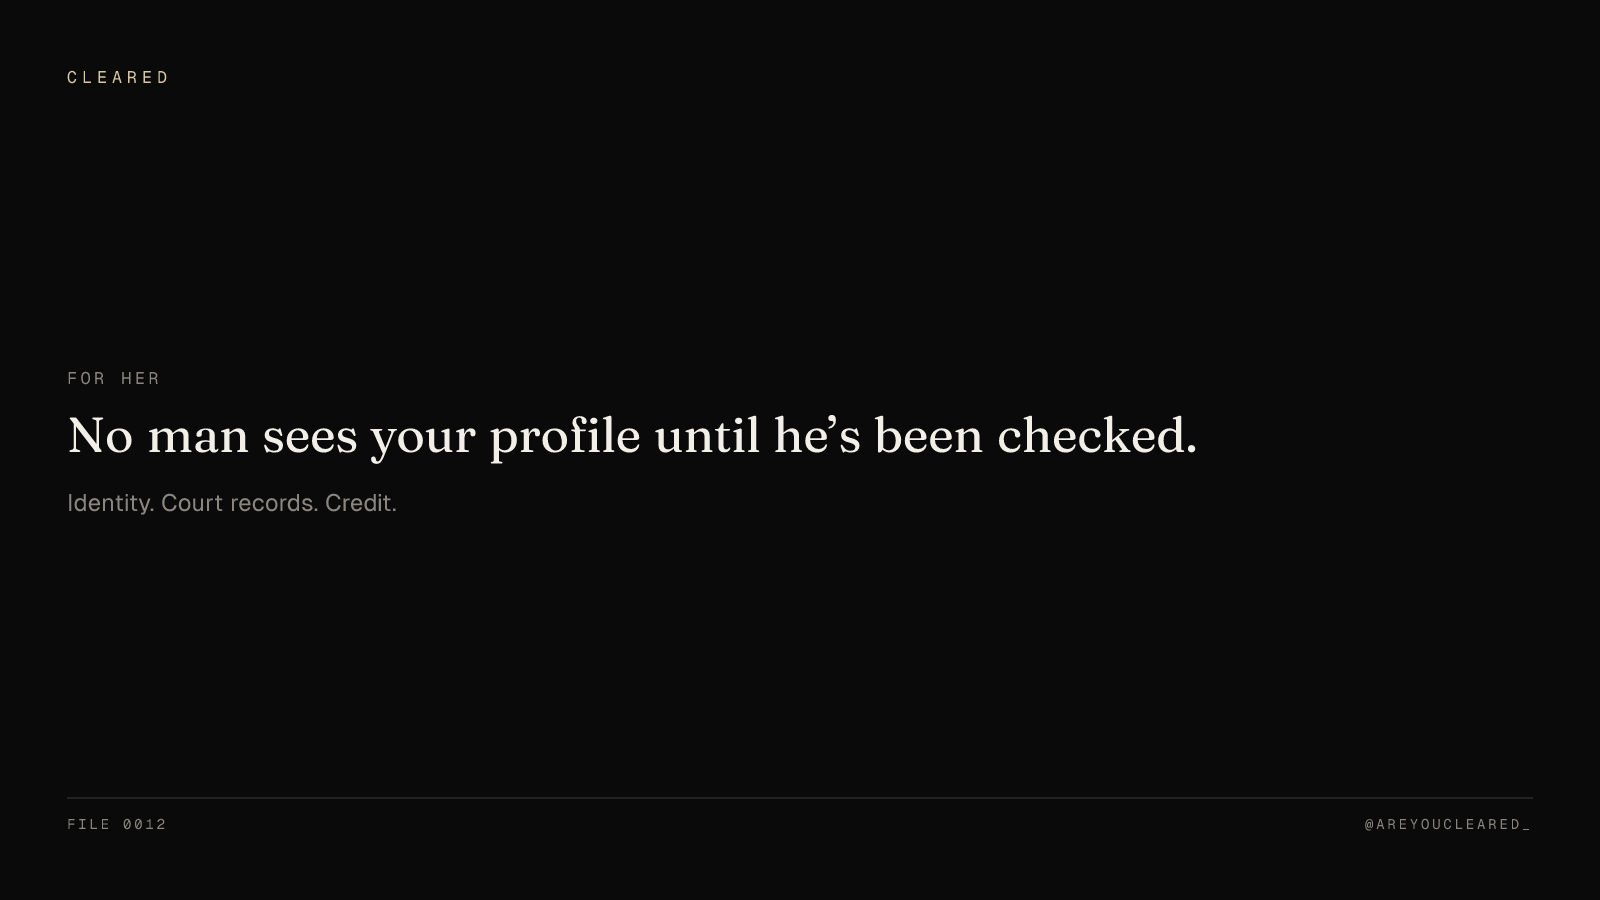 CLEARED
FOR HER
No man sees your profile until he’s been checked.
Identity. Court records. Credit.
FILE 0012
@AREYOUCLEARED_